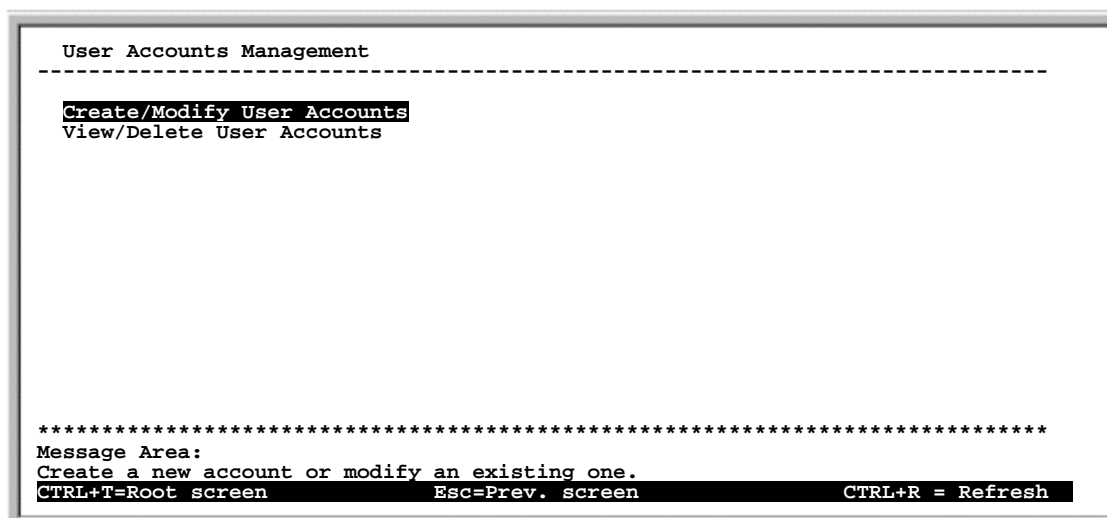 User Accounts Management
-------------------------------------------------------------------------------
Create/Modify User Accounts
View/Delete User Accounts
*******************************************************************************
Message Area:
Create a new account or modify an existing one.
CTRL+T=Root screen Esc=Prev. screen CTRL+R = Refresh